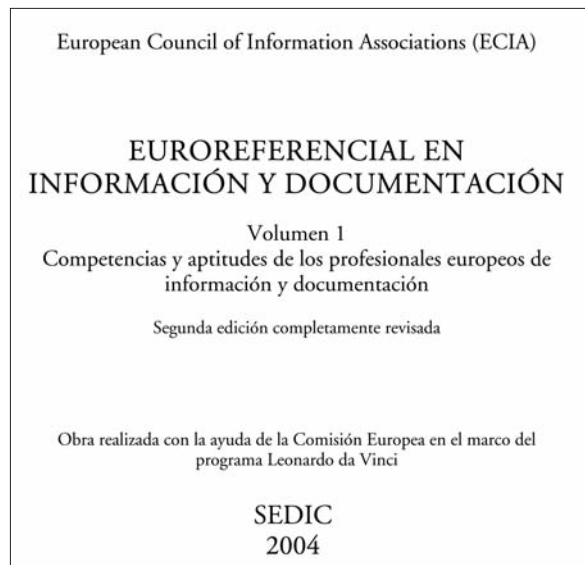 European Council of Information Associations (ECIA)
EUROREFERENCIAL EN
INFORMACIÓN Y DOCUMENTACIÓN
Volumen 1
Competencias y aptitudes de los profesionales europeos de
información y documentación
Segunda edición completamente revisada
Obra realizada con la ayuda de la Comisión Europea en el marco del
programa Leonardo da Vinci
SEDIC
2004